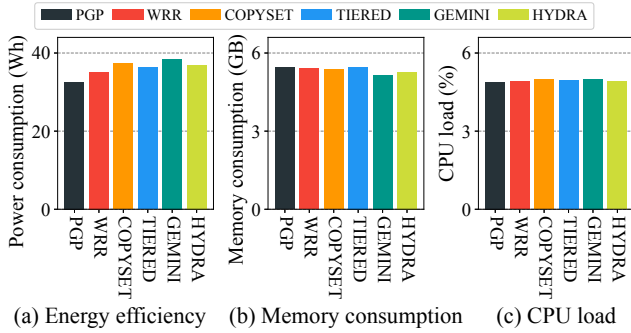 PGP WRR COPYSET TIERED GEMINI HYDRA
Power consumption (Wh)
40
20
0
PGP
WRR
COPYSET
TIERED
GEMINI
HYDRA
(a) Energy efficiency
Memory consumption (GB)
6
3
0
PGP
WRR
COPYSET
TIERED
GEMINI
HYDRA
(b) Memory consumption
CPU load (%)
6
3
0
PGP
WRR
COPYSET
TIERED
GEMINI
HYDRA
(c) CPU load